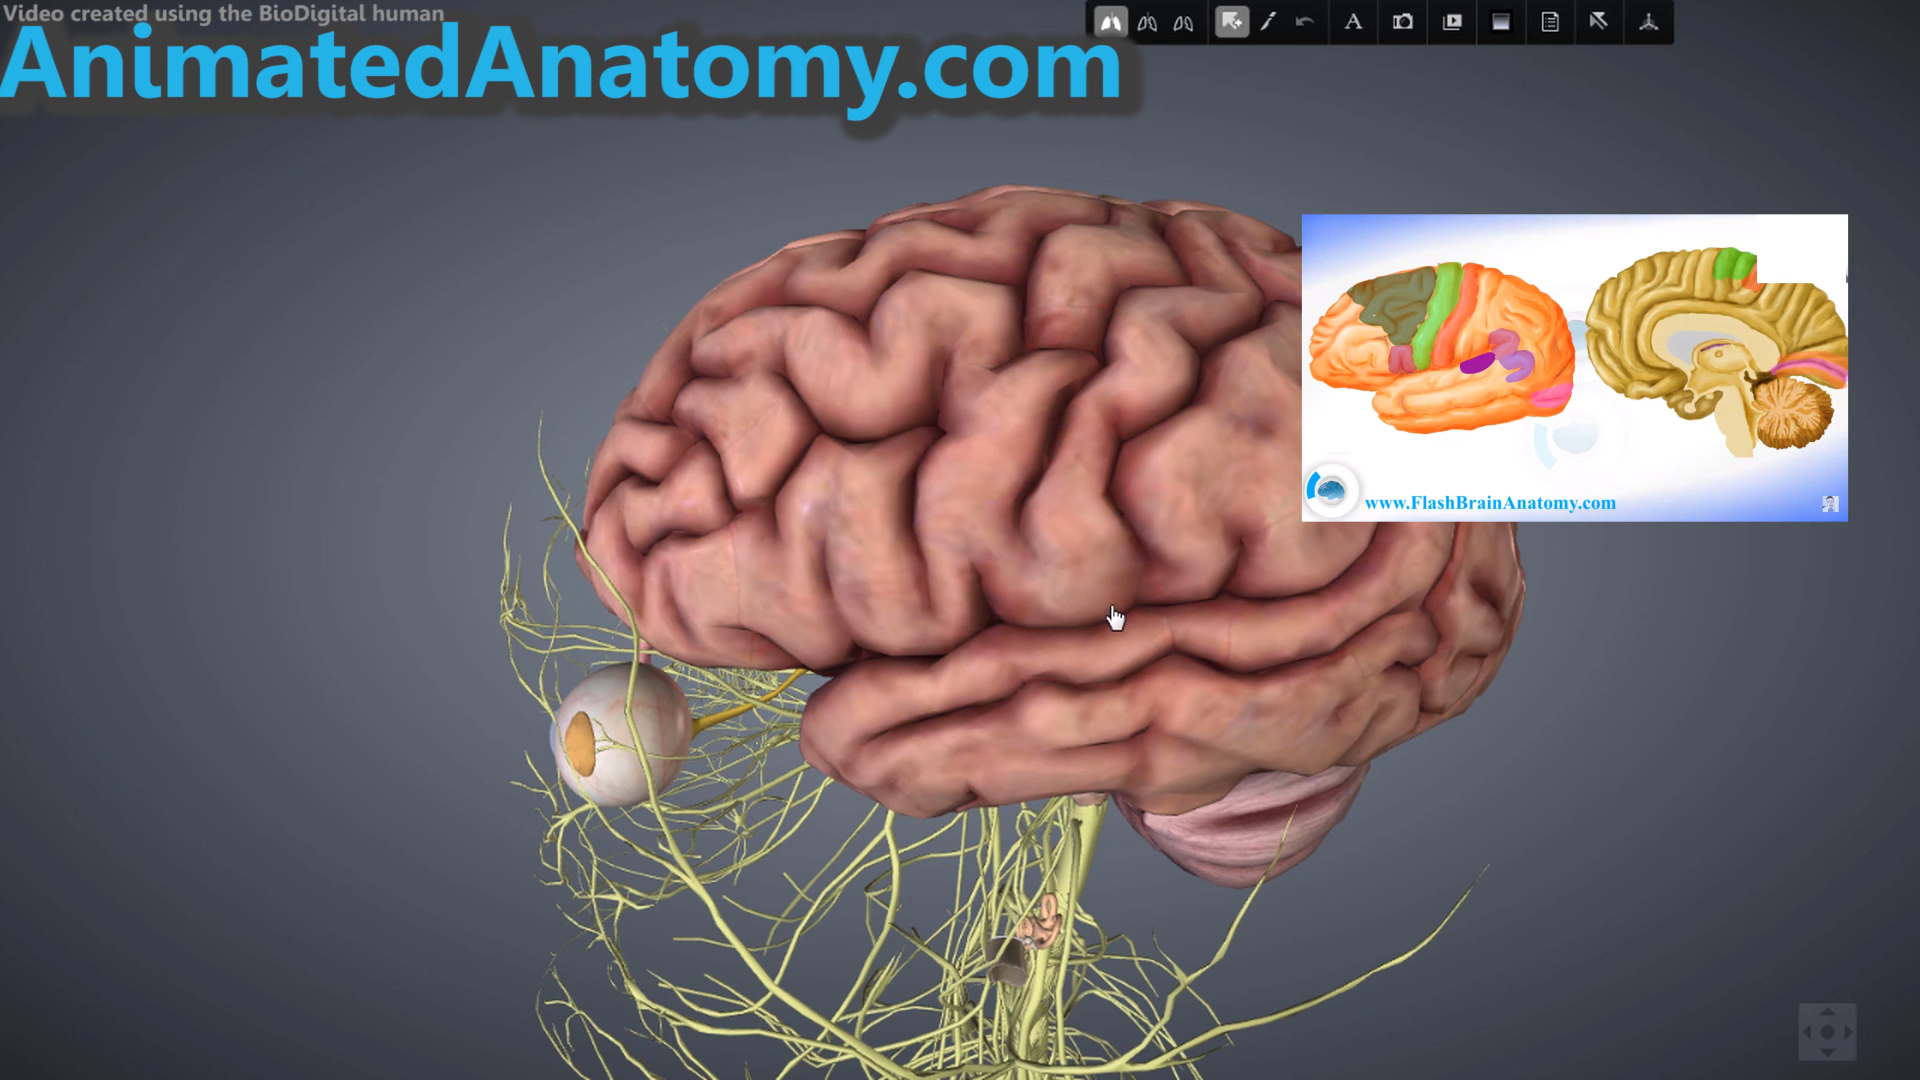 Video created using the BioDigital human
AnimatedAnatomy.com
A
www.FlashBrainAnatomy.com